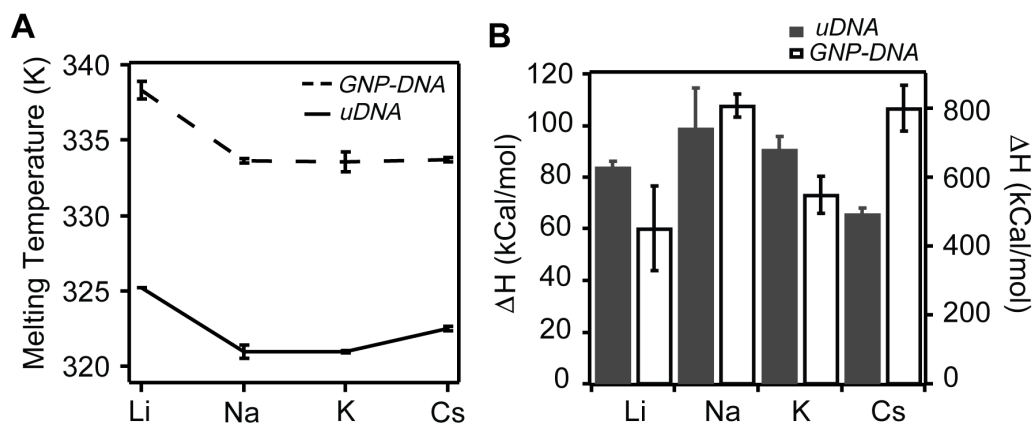 A
Melting Temperature (K)
340
335
330
325
320
GNP-DNA
uDNA
Li Na K Cs
B
uDNA
GNP-DNA
ΔH (kCal/mol)
120
100
80
60
40
20
0
800
600
400
200
0
ΔH (kCal/mol)
Li Na K Cs